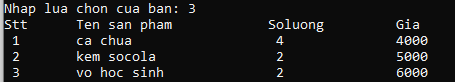 Nhap lua chon cua ban: 3
Stt Ten san pham Soluong Gia
1 ca chua 4 4000
2 kem socola 2 5000
3 vo hoc sinh 2 6000